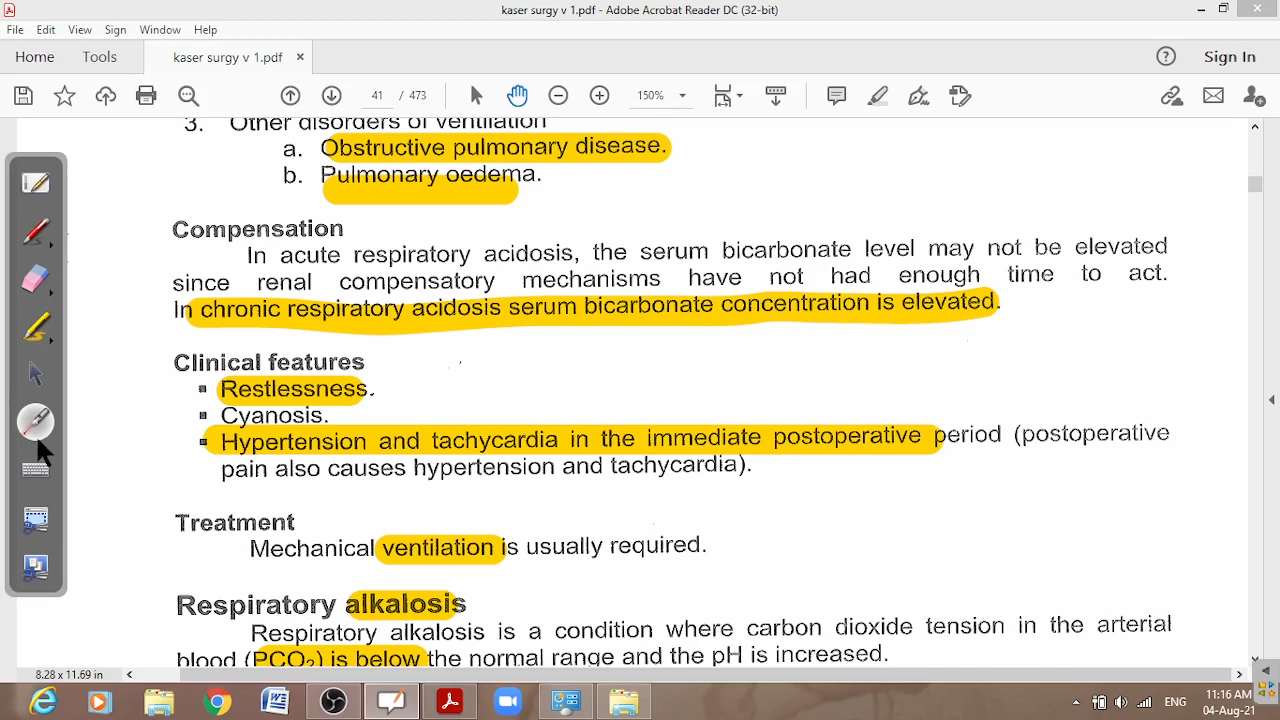 kaser surgy v 1.pdf - Adobe Acrobat Reader DC (32-bit)
File Edit View Sign Window Help
Home Tools kaser surgy v 1.pdf × Sign In
41 / 473 150%
3. Other disorders of ventilation
a. Obstructive pulmonary disease.
b. Pulmonary oedema.
Compensation
In acute respiratory acidosis, the serum bicarbonate level may not be elevated
since renal compensatory mechanisms have not had enough time to act.
In chronic respiratory acidosis serum bicarbonate concentration is elevated.
Clinical features
▪ Restlessness.
▪ Cyanosis.
▪ Hypertension and tachycardia in the immediate postoperative period (postoperative
pain also causes hypertension and tachycardia).
Treatment
Mechanical ventilation is usually required.
Respiratory alkalosis
Respiratory alkalosis is a condition where carbon dioxide tension in the arterial
blood (PCO₂) is below the normal range and the pH is increased.
8.28 x 11.69 in
ENG
11:16 AM
04-Aug-21